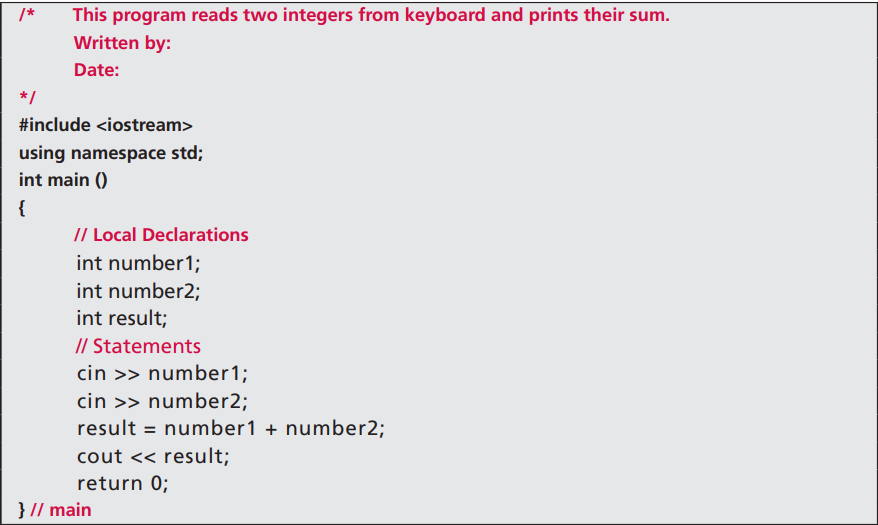 /* This program reads two integers from keyboard and prints their sum.
Written by:
Date:
*/
#include <iostream>
using namespace std;
int main ()
{
// Local Declarations
int number1;
int number2;
int result;
// Statements
cin >> number1;
cin >> number2;
result = number1 + number2;
cout << result;
return 0;
} // main